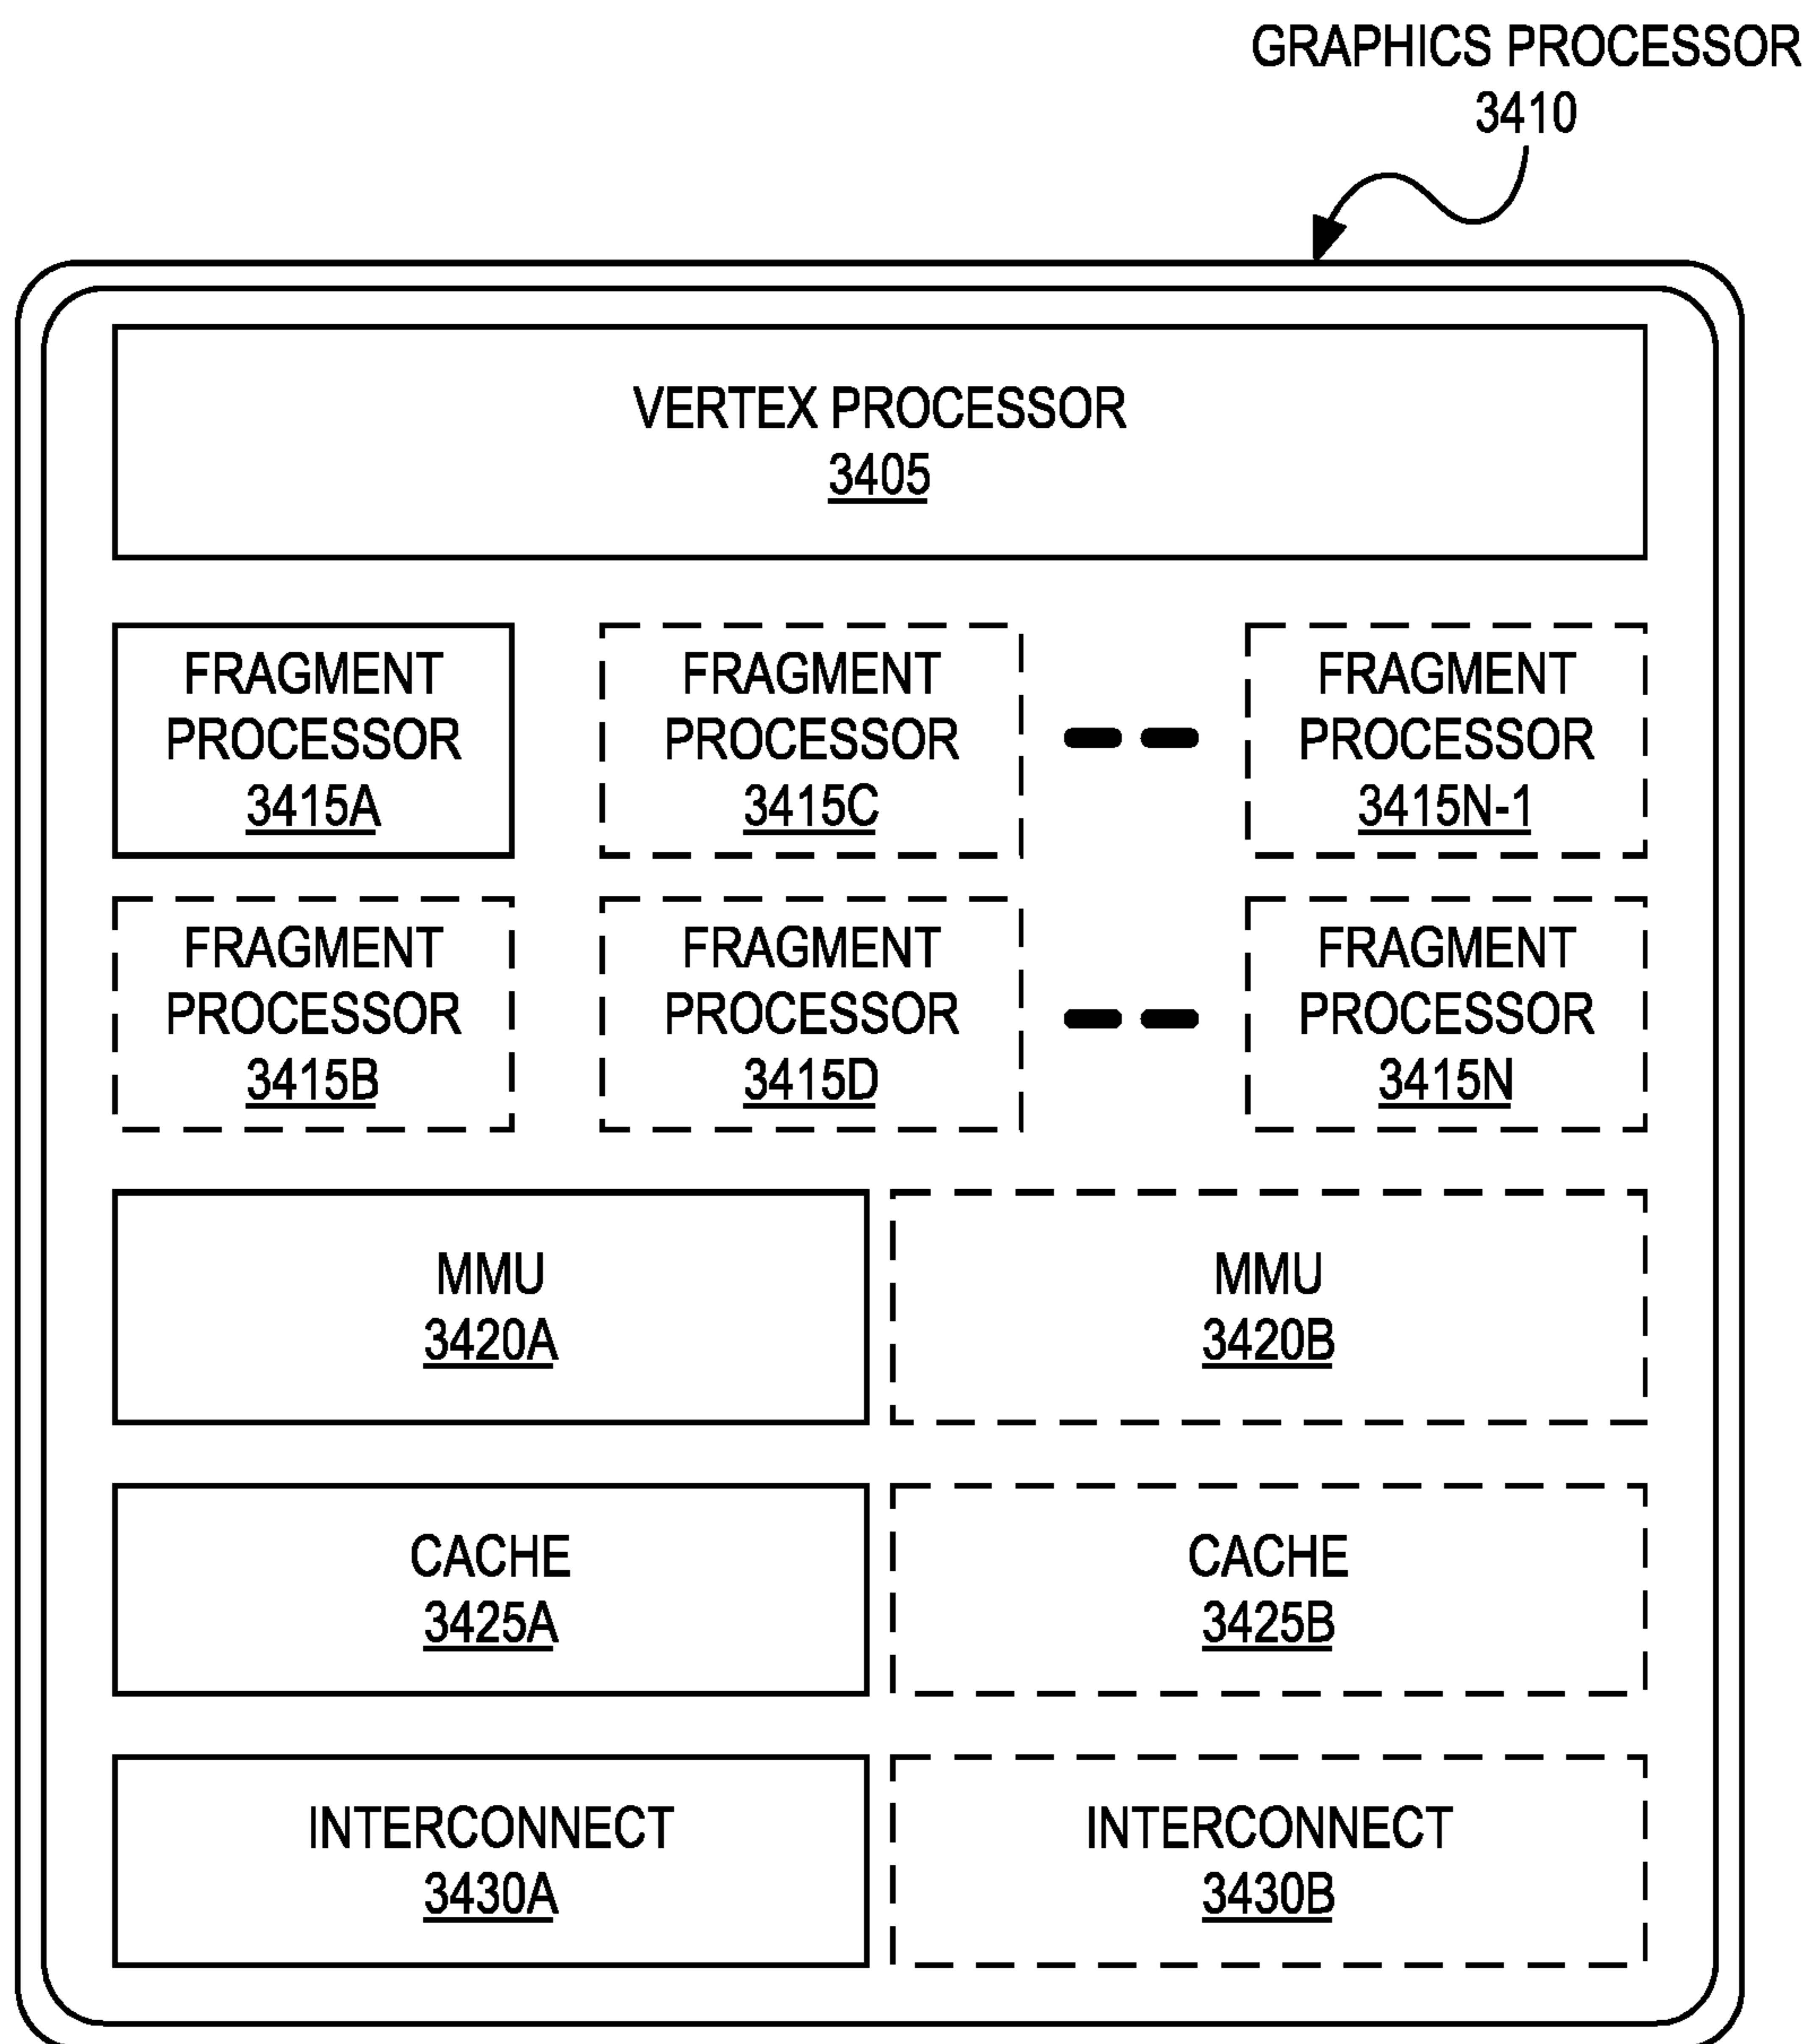 GRAPHICS PROCESSOR
3410
VERTEX PROCESSOR
3405
FRAGMENT
PROCESSOR
3415A
FRAGMENT
PROCESSOR
3415C
FRAGMENT
PROCESSOR
3415N-1
FRAGMENT
PROCESSOR
3415B
FRAGMENT
PROCESSOR
3415D
FRAGMENT
PROCESSOR
3415N
MMU
3420A
MMU
3420B
CACHE
3425A
CACHE
3425B
INTERCONNECT
3430A
INTERCONNECT
3430B